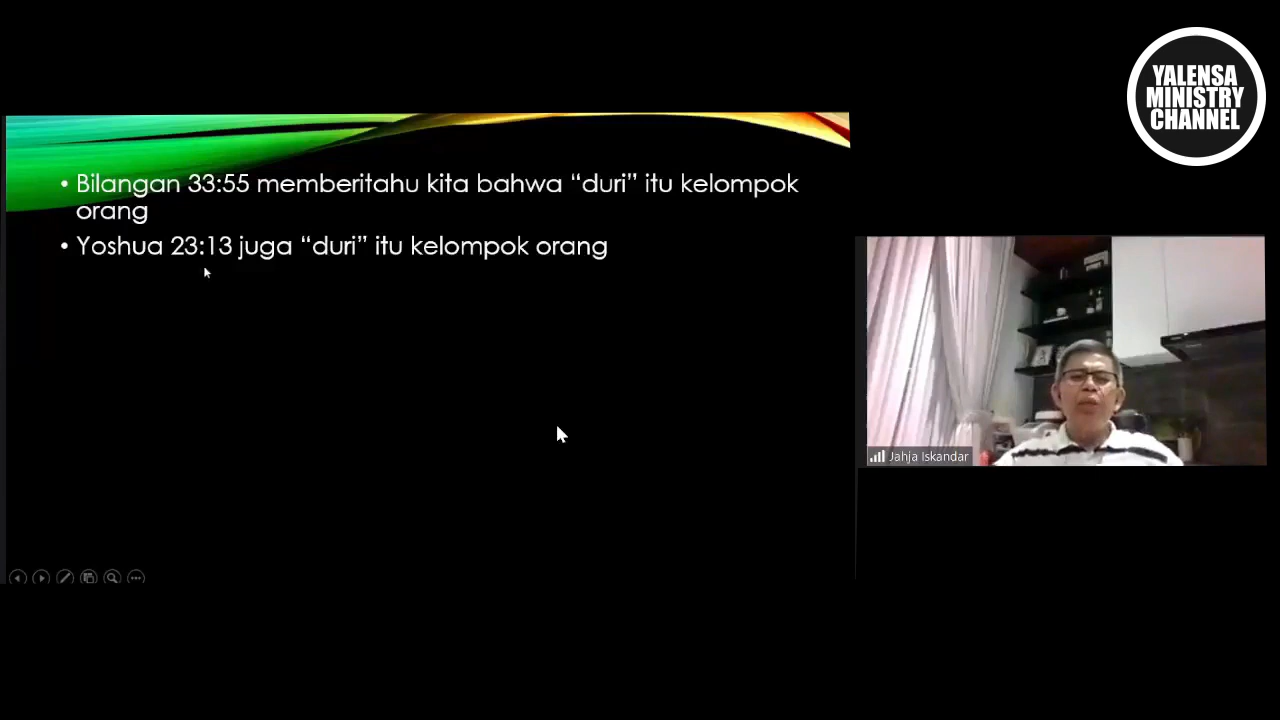 YALENSA
MINISTRY
CHANNEL
• Bilangan 33:55 memberitahu kita bahwa “duri” itu kelompok
orang
• Yoshua 23:13 juga “duri” itu kelompok orang
Jahja Iskandar